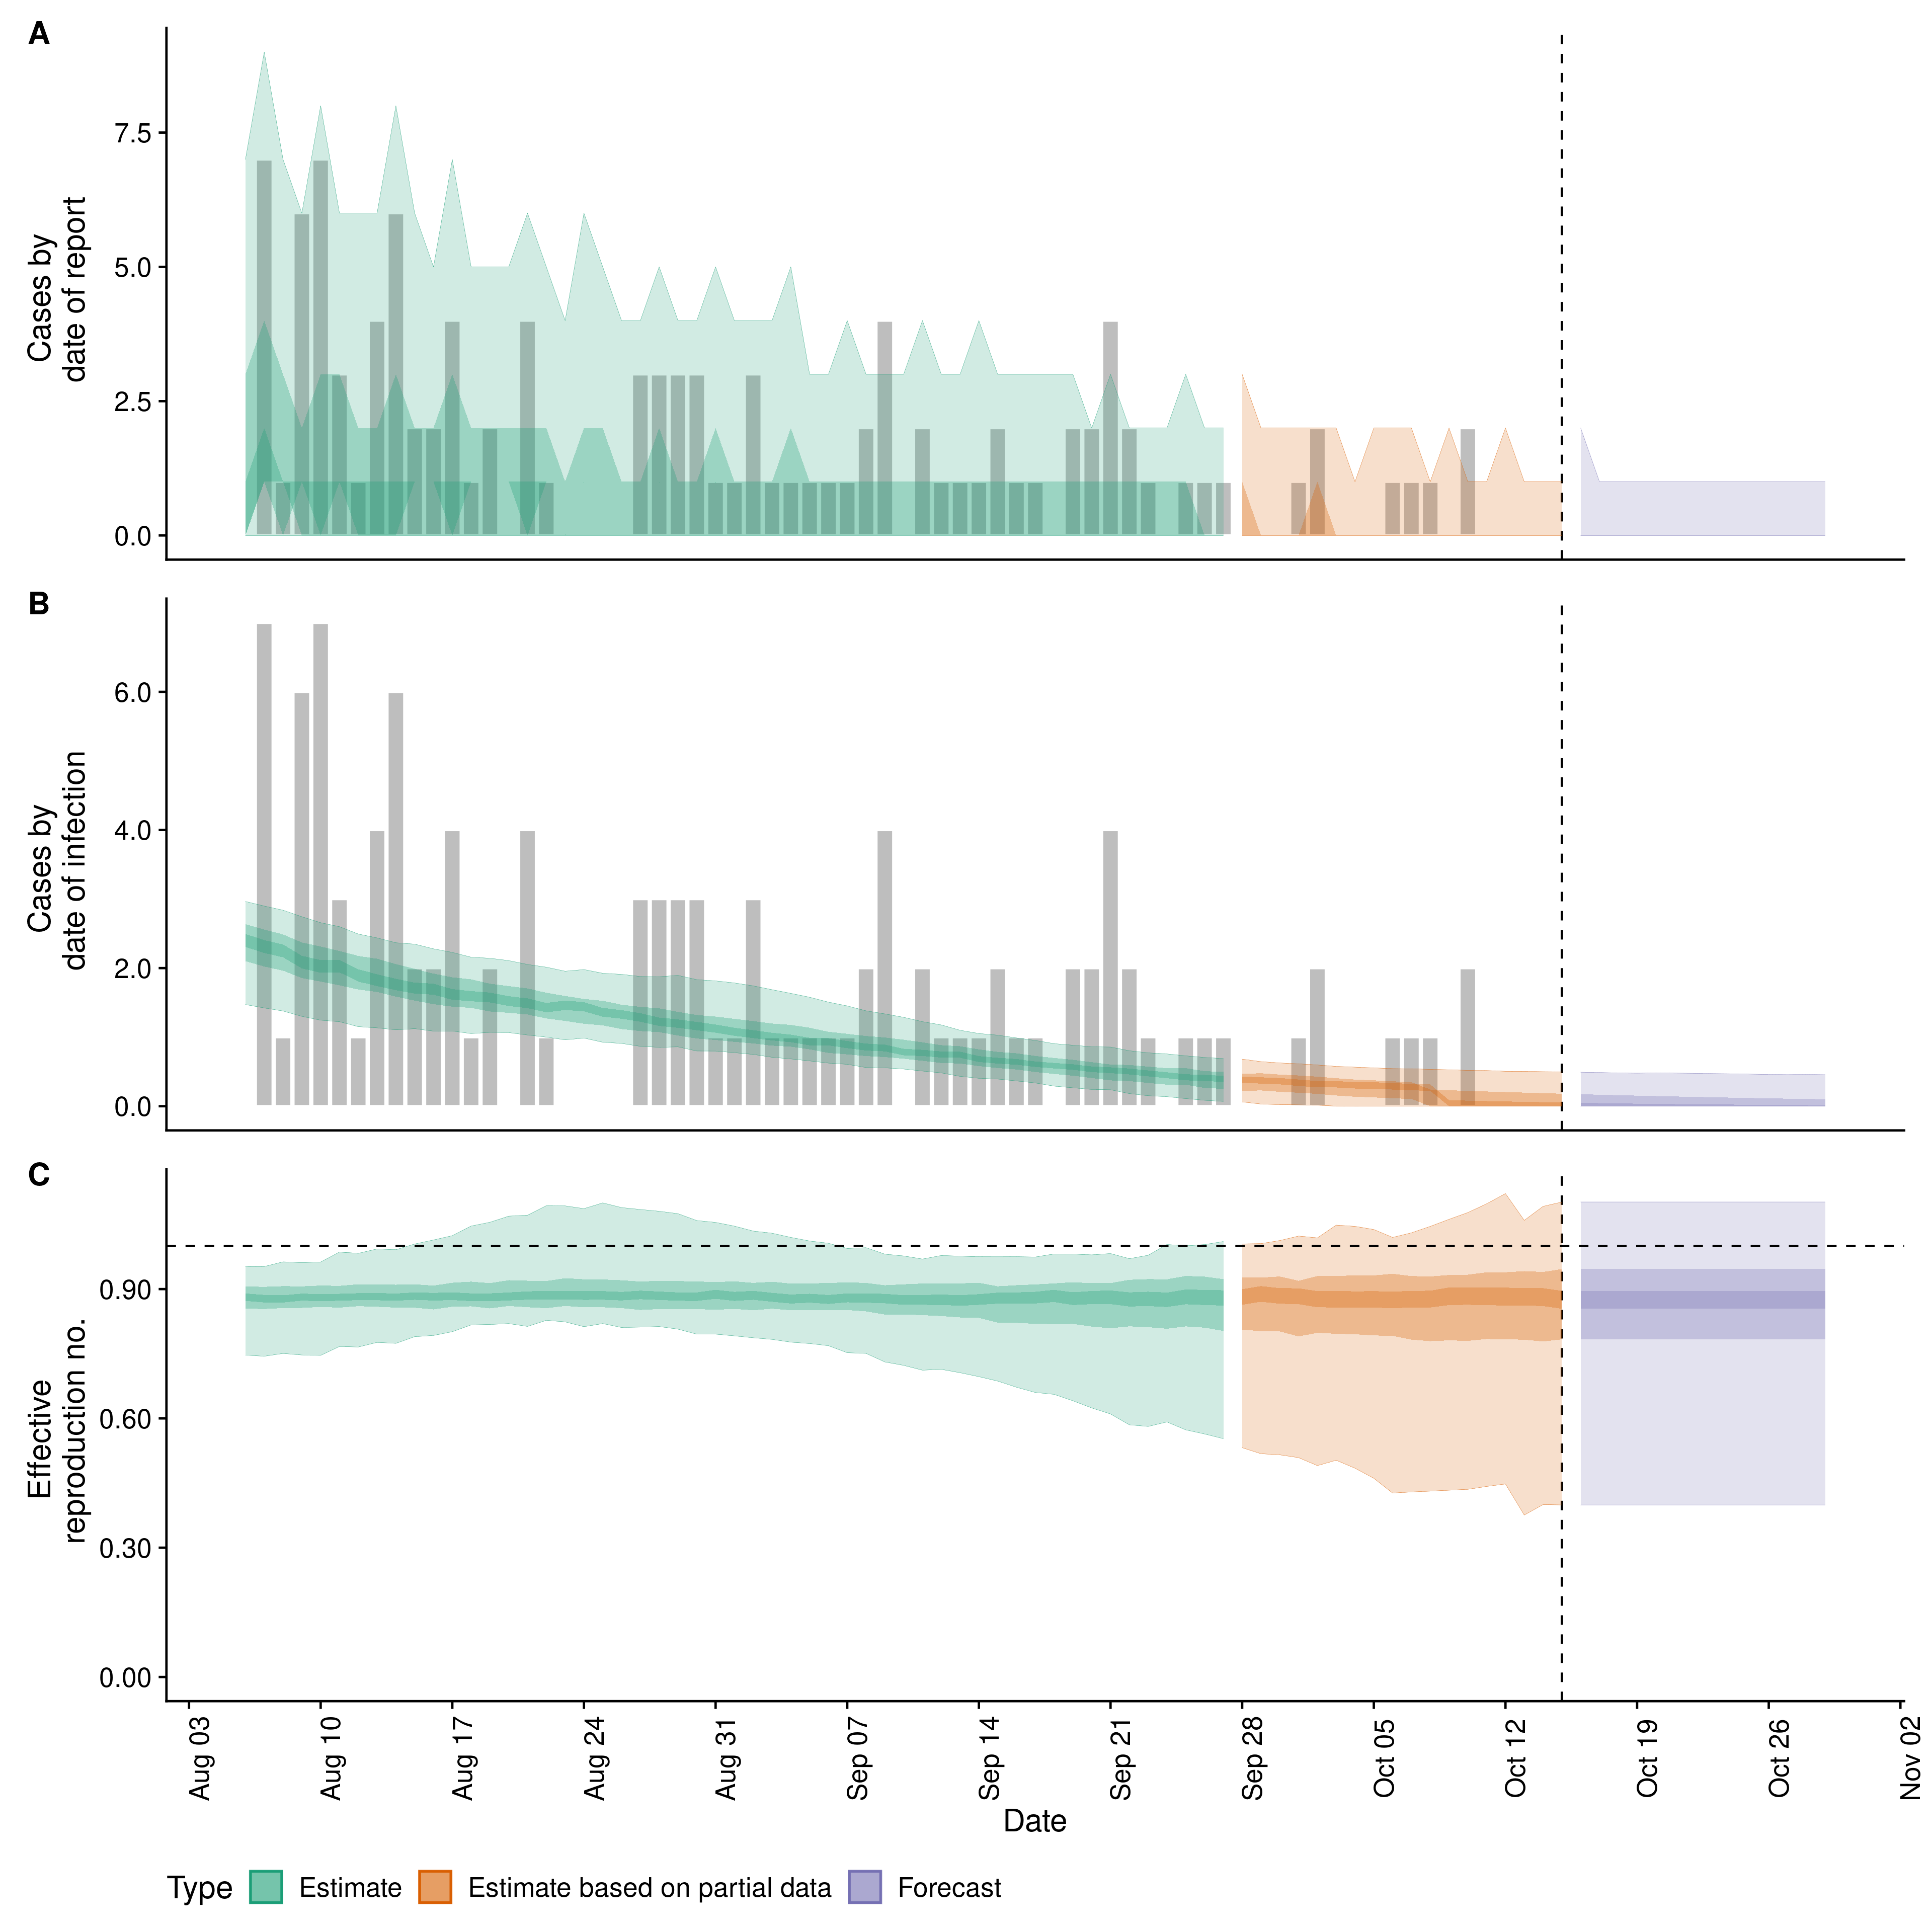 A
Cases by
date of report
7.5
5.0
2.5
0.0
B
Cases by
date of infection
6.0
4.0
2.0
0.0
C
Effective
reproduction no.
0.90
0.60
0.30
0.00
Aug 03
Aug 10
Aug 17
Aug 24
Aug 31
Sep 07
Sep 14
Sep 21
Sep 28
Oct 05
Oct 12
Oct 19
Oct 26
Nov 02
Date
Type Estimate Estimate based on partial data Forecast